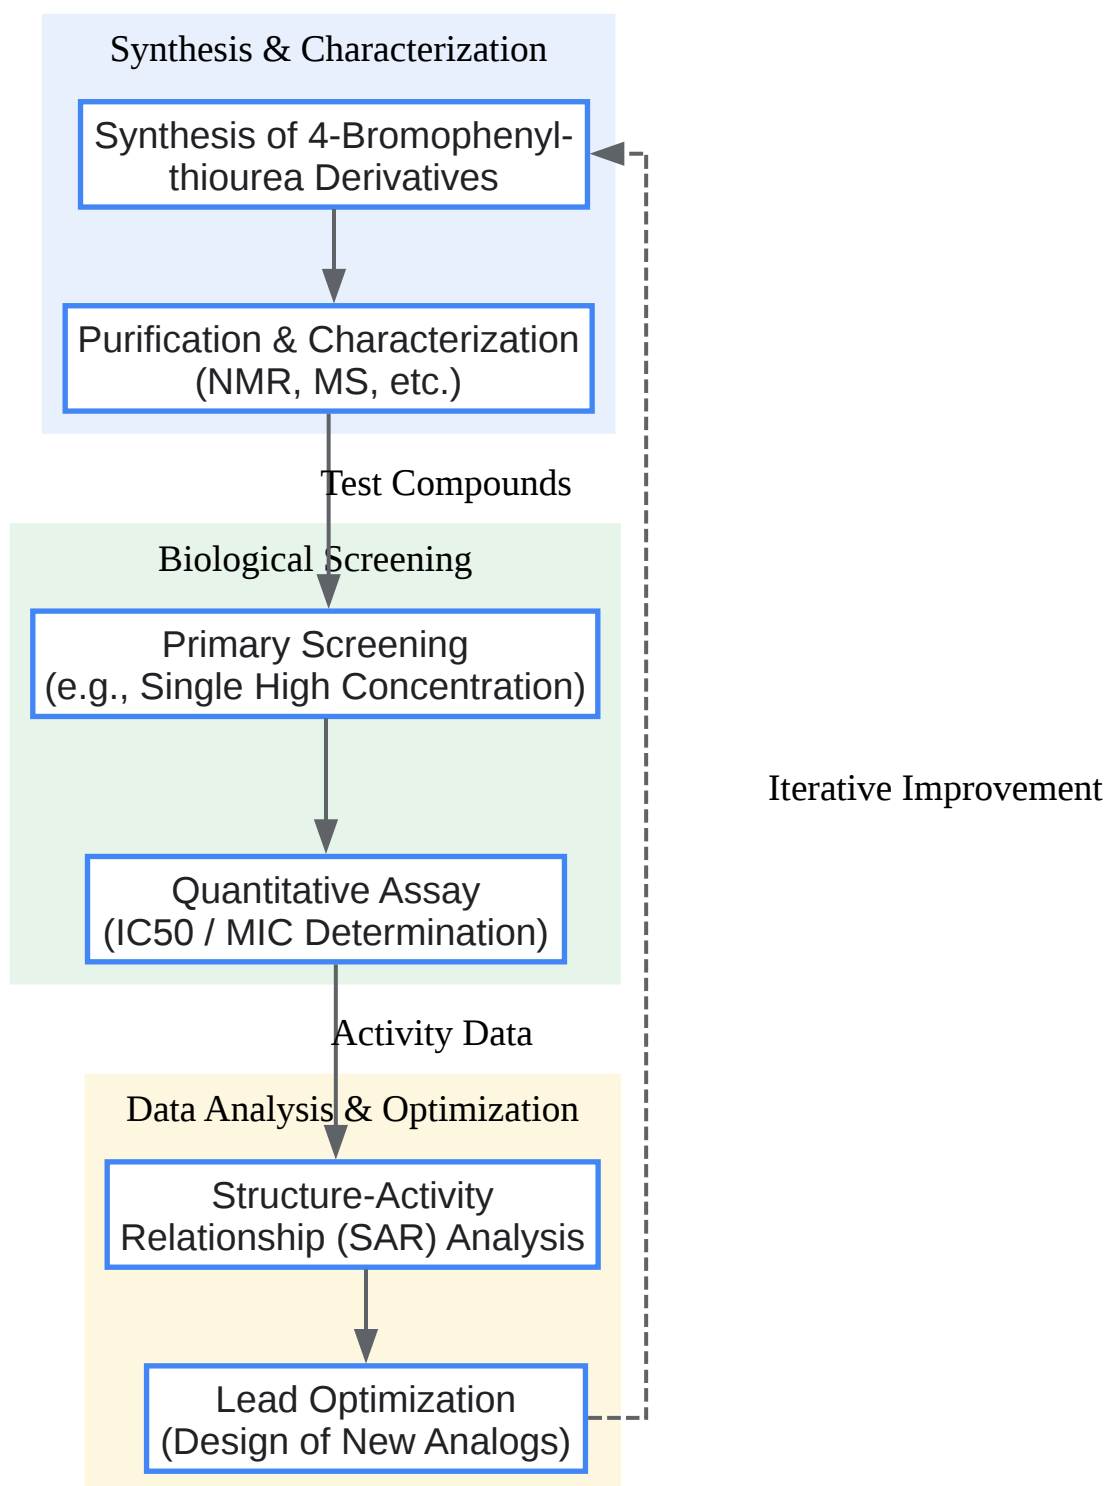 Synthesis & Characterization
Synthesis of 4-Bromophenyl-
thiourea Derivatives
Purification & Characterization
(NMR, MS, etc.)
Test Compounds
Biological Screening
Primary Screening
(e.g., Single High Concentration)
Iterative Improvement
Quantitative Assay
(IC50 / MIC Determination)
Activity Data
Data Analysis & Optimization
Structure-Activity
Relationship (SAR) Analysis
Lead Optimization
(Design of New Analogs)